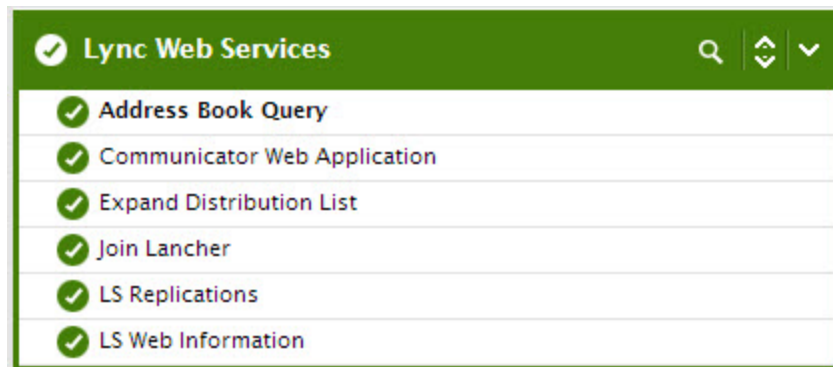 Lync Web Services
Address Book Query
Communicator Web Application
Expand Distribution List
Join Lancher
LS Replications
LS Web Information